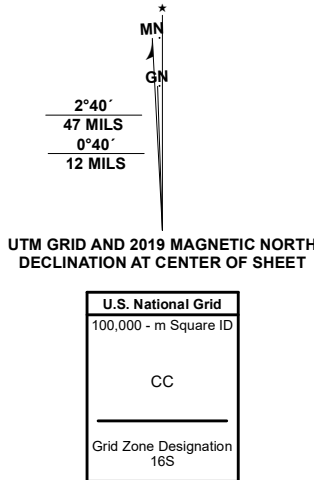 ★
MN
GN
2°40´
47 MILS
0°40´
12 MILS
UTM GRID AND 2019 MAGNETIC NORTH
DECLINATION AT CENTER OF SHEET
U.S. National Grid
100,000 - m Square ID
CC
Grid Zone Designation
16S